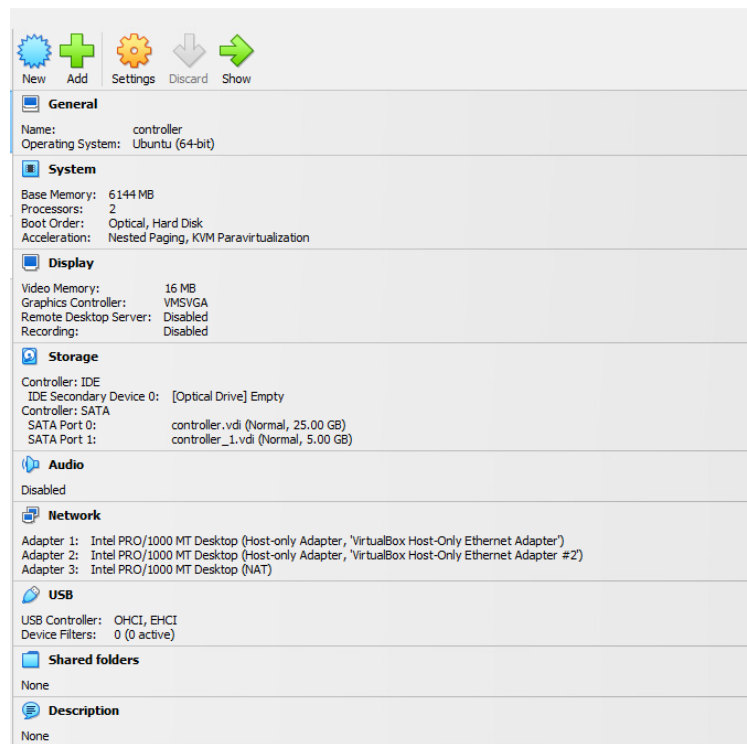 New Add Settings Discard Show
General
Name: controller
Operating System: Ubuntu (64-bit)
System
Base Memory: 6144 MB
Processors: 2
Boot Order: Optical, Hard Disk
Acceleration: Nested Paging, KVM Paravirtualization
Display
Video Memory: 16 MB
Graphics Controller: VMSVGA
Remote Desktop Server: Disabled
Recording: Disabled
Storage
Controller: IDE
IDE Secondary Device 0: [Optical Drive] Empty
Controller: SATA
SATA Port 0: controller.vdi (Normal, 25.00 GB)
SATA Port 1: controller_1.vdi (Normal, 5.00 GB)
Audio
Disabled
Network
Adapter 1: Intel PRO/1000 MT Desktop (Host-only Adapter, 'VirtualBox Host-Only Ethernet Adapter')
Adapter 2: Intel PRO/1000 MT Desktop (Host-only Adapter, 'VirtualBox Host-Only Ethernet Adapter #2')
Adapter 3: Intel PRO/1000 MT Desktop (NAT)
USB
USB Controller: OHCI, EHCI
Device Filters: 0 (0 active)
Shared folders
None
Description
None